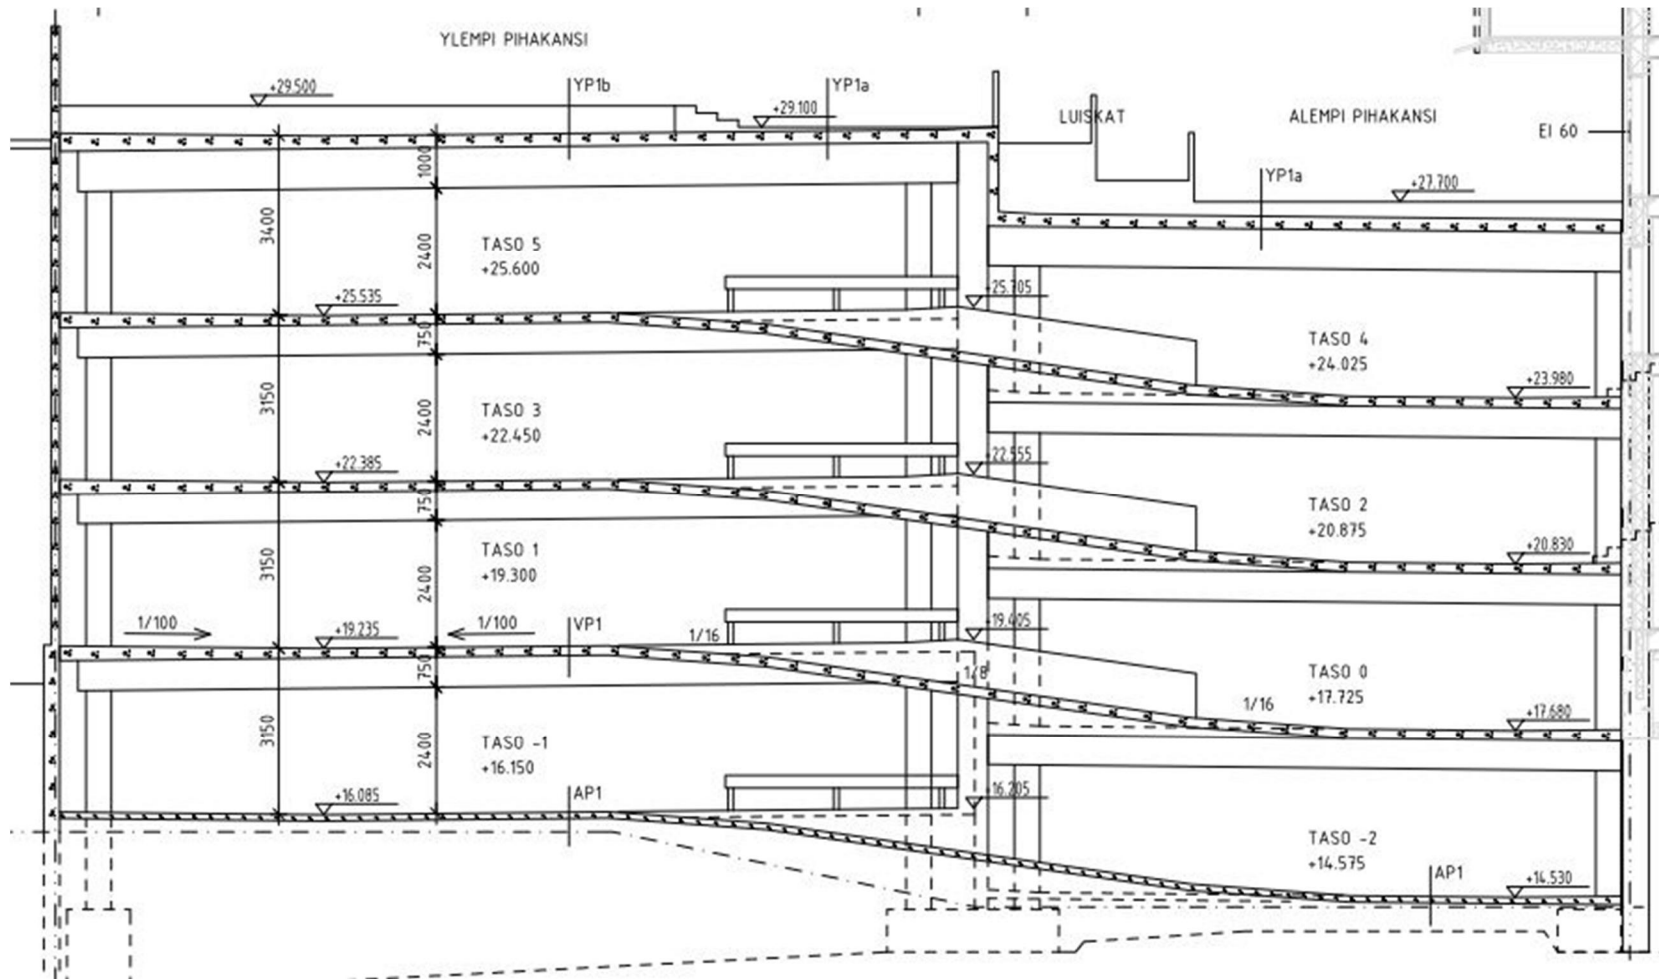 YLEMPI PIHAKANSI
+29.500
YP1b
YP1a
+29.100
LUISKAT
ALEMPI PIHAKANSI
EI 60
YP1a
+27.700
1000
3400
2400
TASO 5
+25.600
+25.535
+25.705
750
TASO 4
+24.025
+23.980
3150
2400
TASO 3
+22.450
+22.385
+22.555
750
TASO 2
+20.875
+20.830
3150
2400
TASO 1
+19.300
1/100
+19.235
1/100
VP1
1/16
+19.405
750
1/8
TASO 0
+17.725
1/16
+17.680
3150
2400
TASO -1
+16.150
+16.085
AP1
+16.205
TASO -2
+14.575
AP1
+14.530